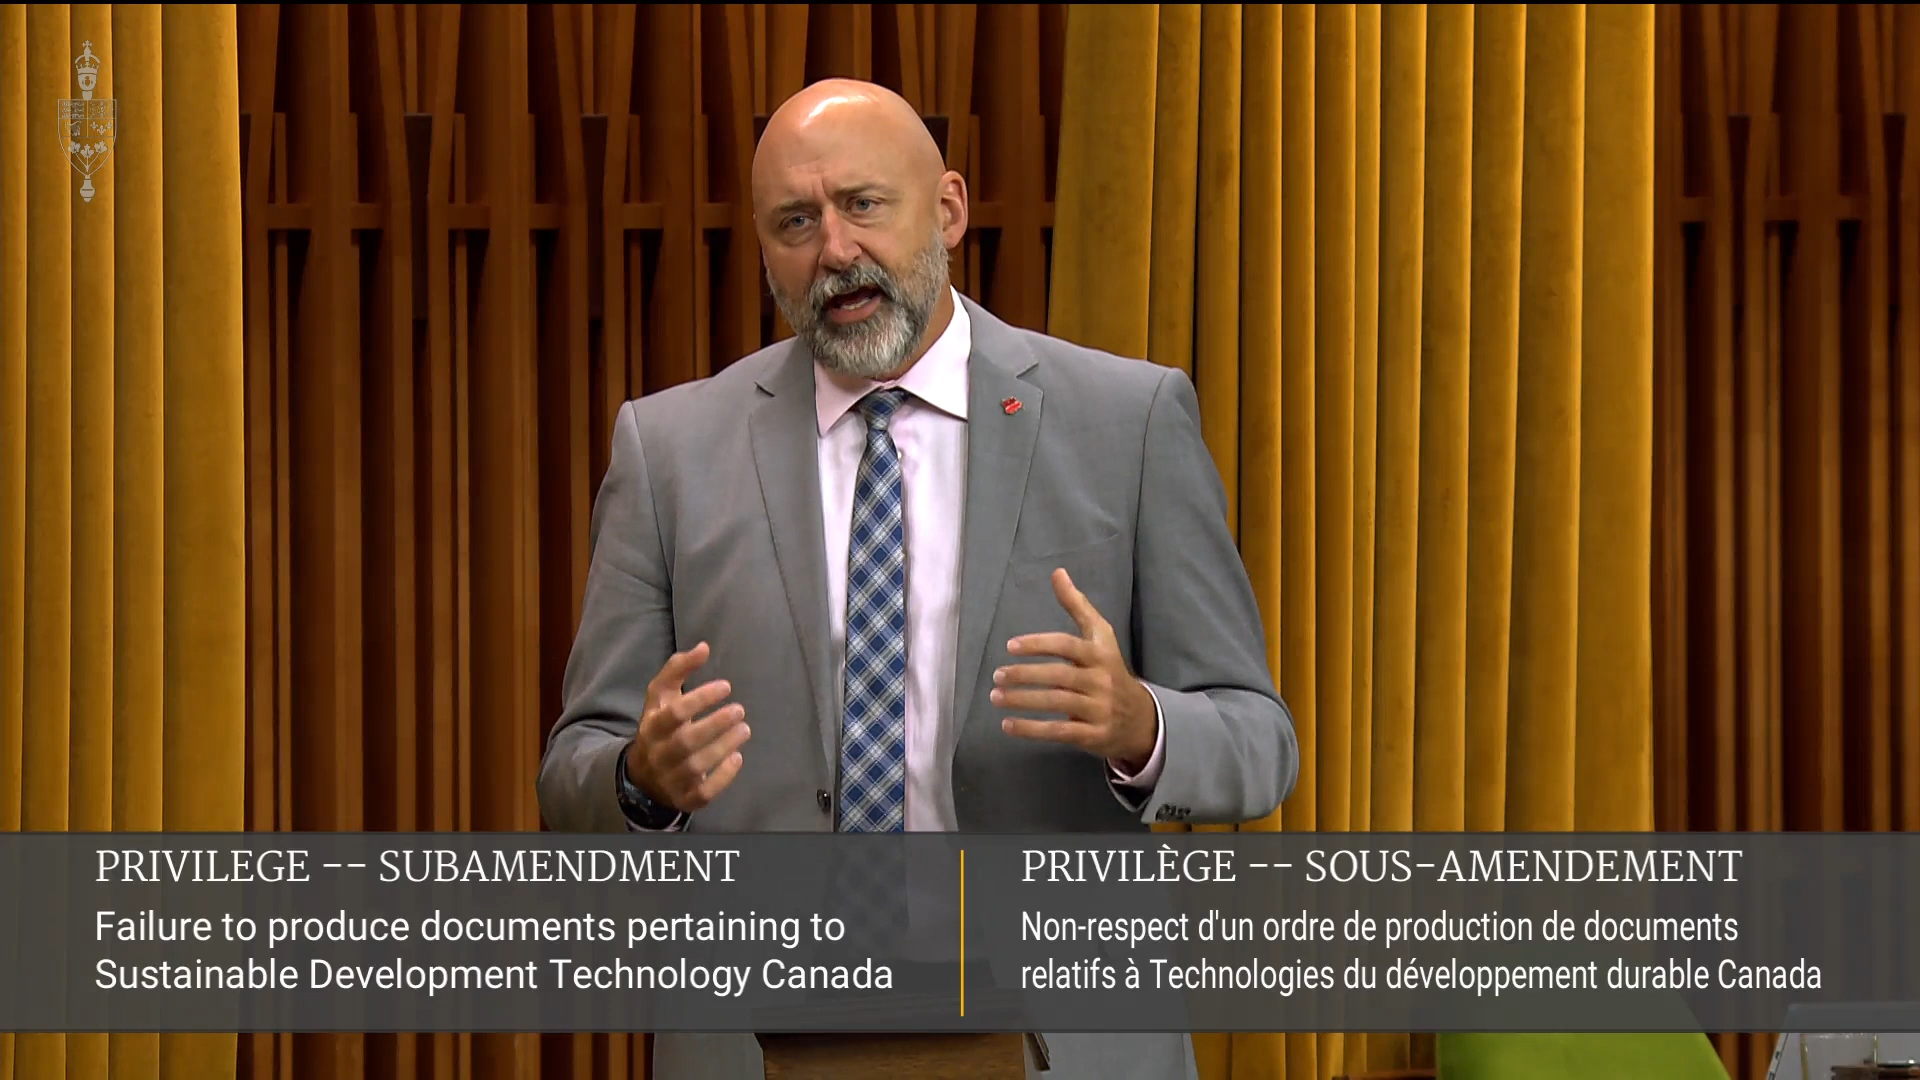 PRIVILEGE -- SUBAMENDMENT
Failure to produce documents pertaining to
Sustainable Development Technology Canada
PRIVILÈGE -- SOUS-AMENDEMENT
Non-respect d'un ordre de production de documents
relatifs à Technologies du développement durable Canada